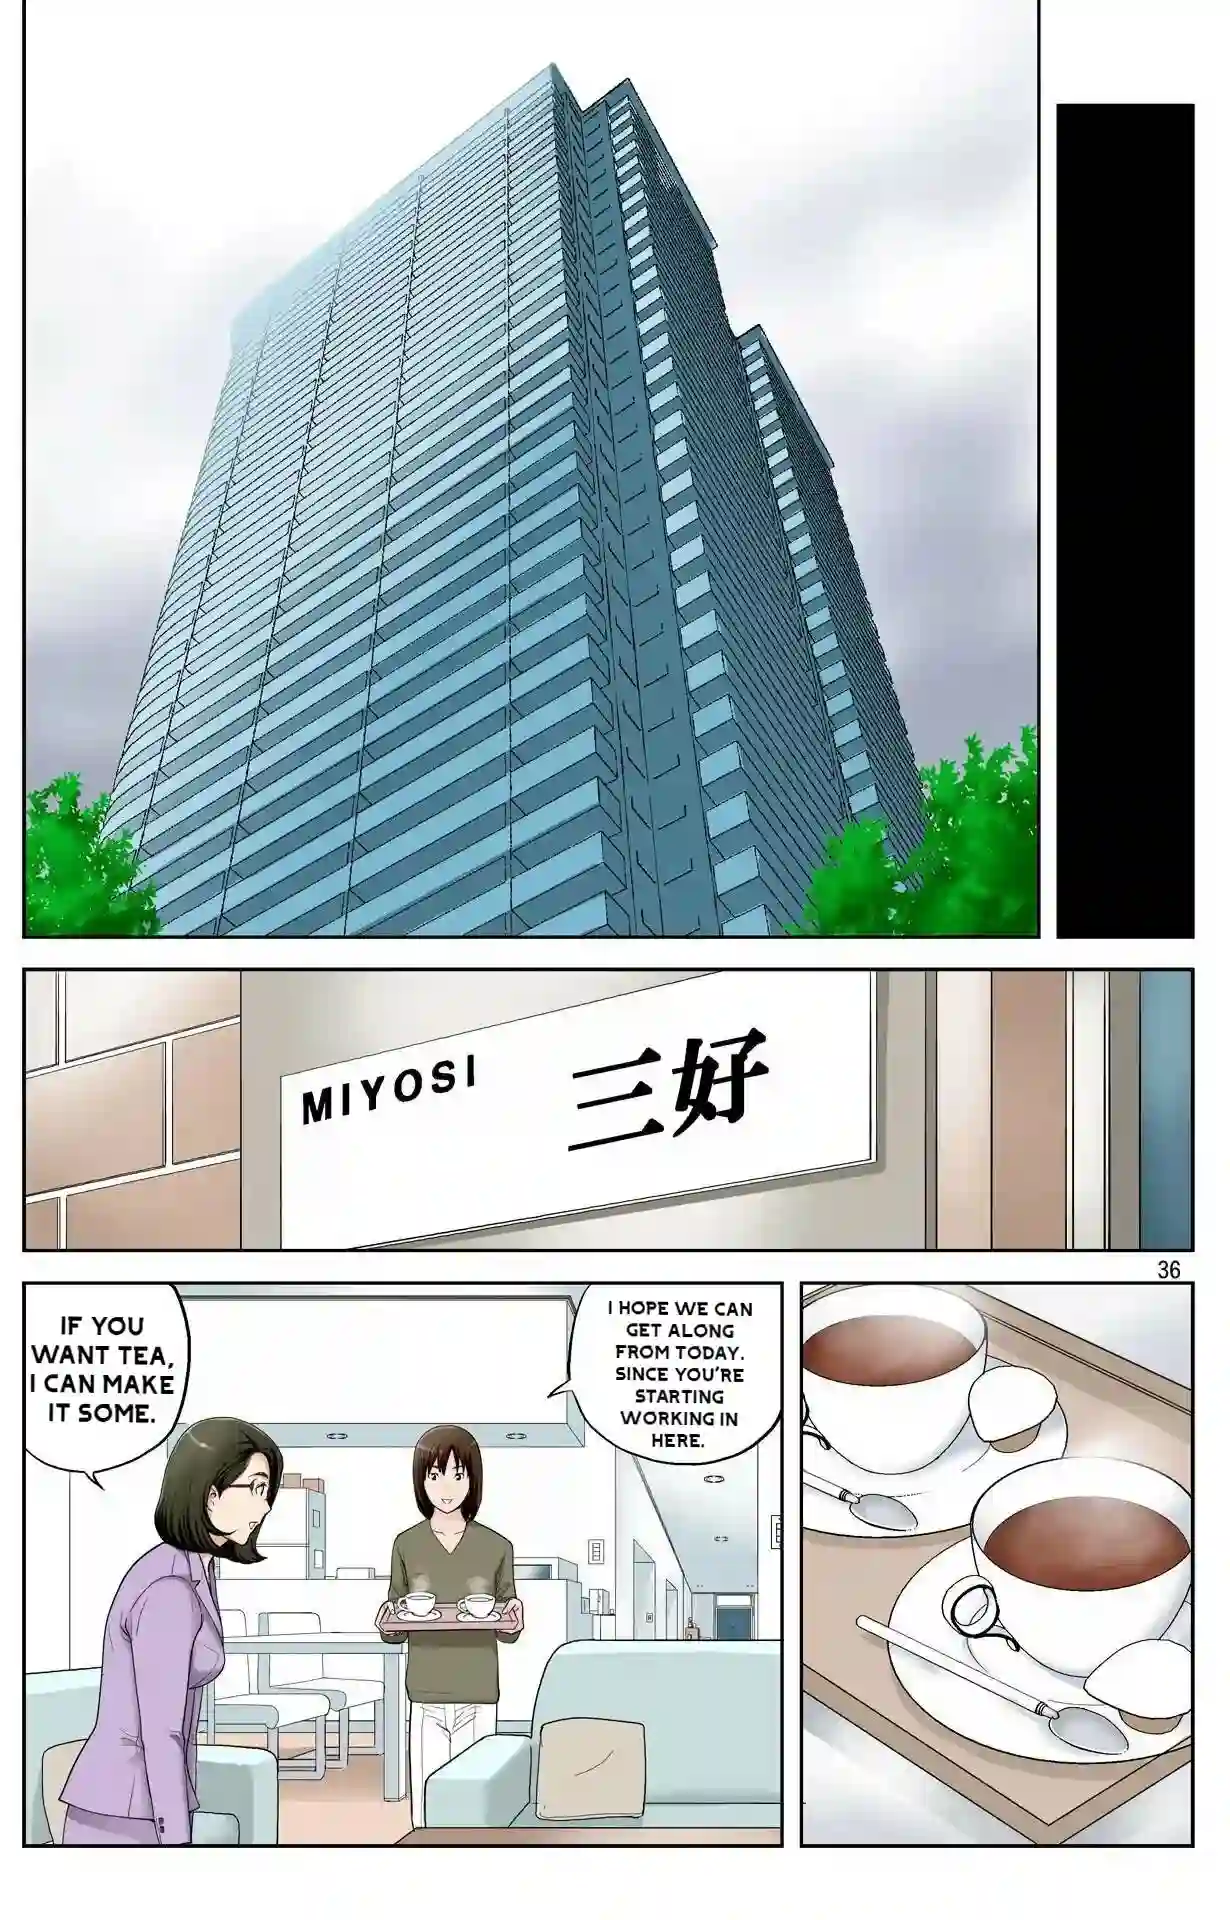 MIYOSI 三好
36
I HOPE WE CAN
GET ALONG
FROM TODAY.
SINCE YOU'RE
STARTING
WORKING IN
HERE.
IF YOU
WANT TEA,
I CAN MAKE
IT SOME.